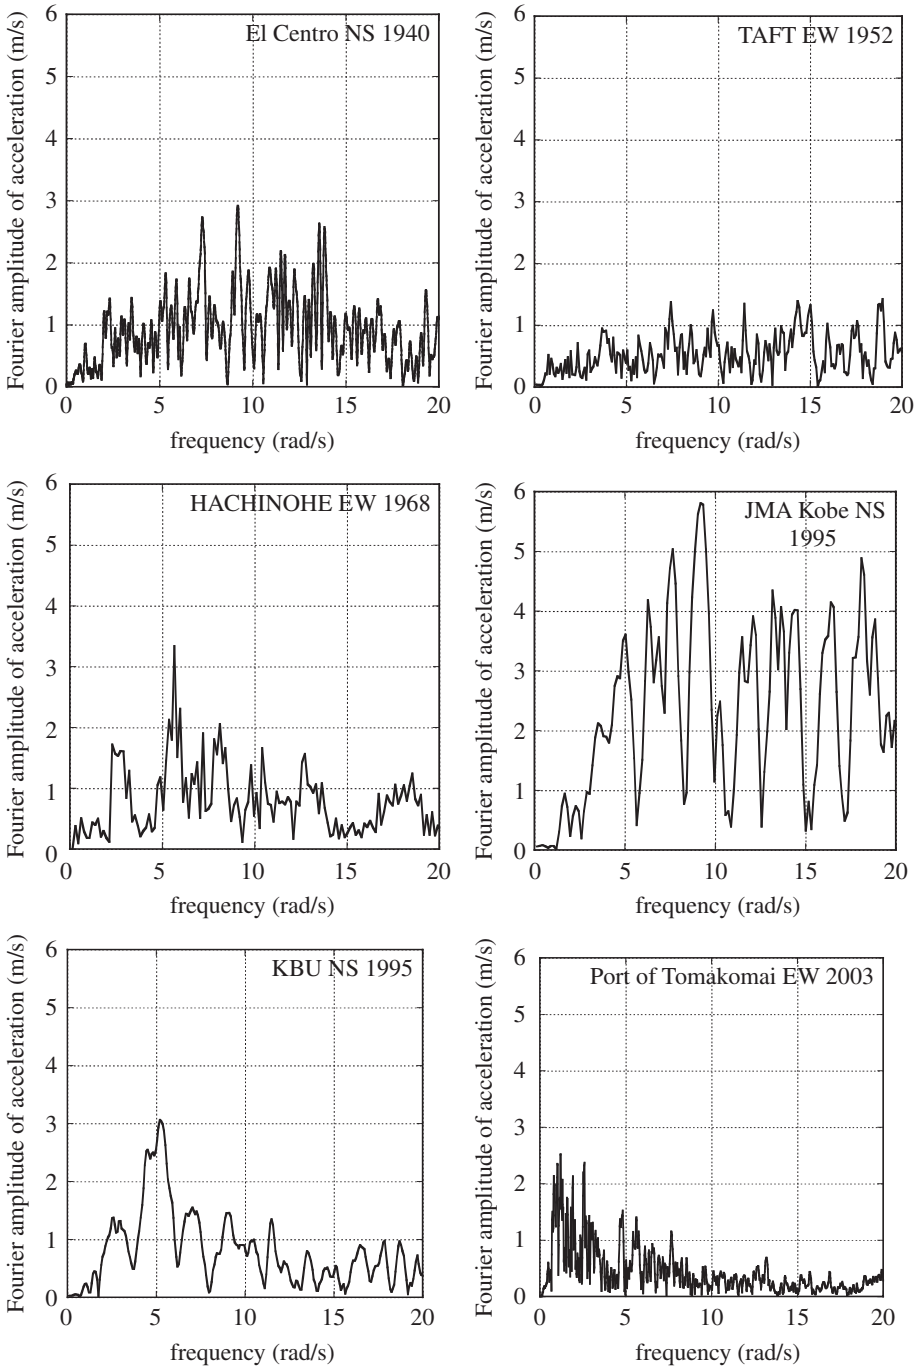 Fourier amplitude of acceleration (m/s)
6
5
4
3
2
1
0
El Centro NS 1940
0 5 10 15 20
frequency (rad/s)
Fourier amplitude of acceleration (m/s)
6
5
4
3
2
1
0
TAFT EW 1952
0 5 10 15 20
frequency (rad/s)
Fourier amplitude of acceleration (m/s)
6
5
4
3
2
1
0
HACHINOHE EW 1968
0 5 10 15 20
frequency (rad/s)
Fourier amplitude of acceleration (m/s)
6
5
4
3
2
1
0
JMA Kobe NS
1995
0 5 10 15 20
frequency (rad/s)
Fourier amplitude of acceleration (m/s)
6
5
4
3
2
1
0
KBU NS 1995
0 5 10 15 20
frequency (rad/s)
Fourier amplitude of acceleration (m/s)
6
5
4
3
2
1
0
Port of Tomakomai EW 2003
0 5 10 15 20
frequency (rad/s)